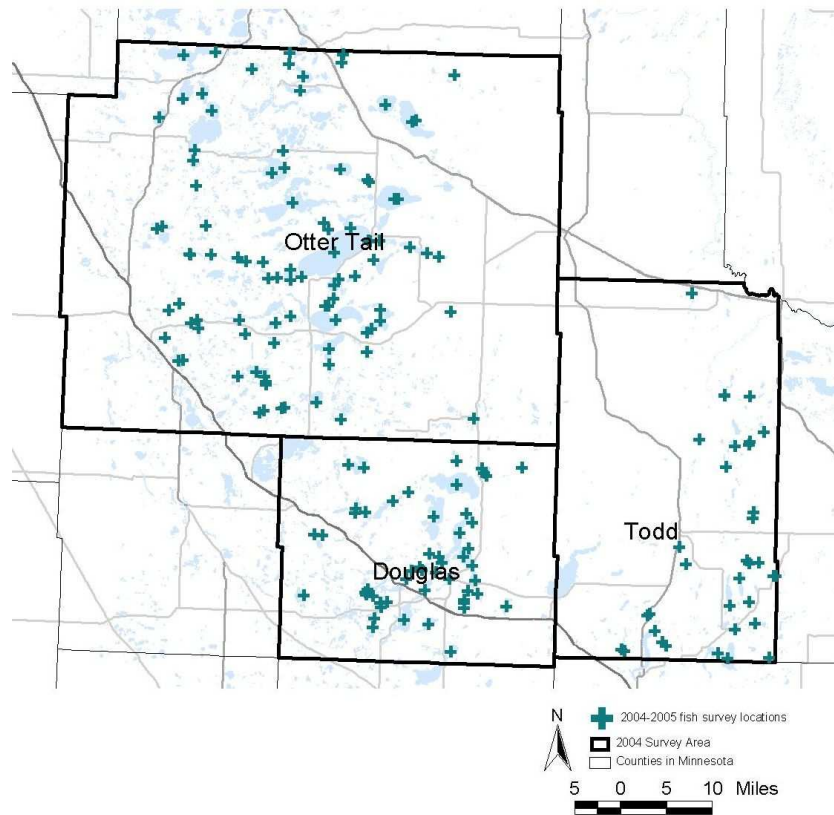 Otter Tail
Todd
Douglas
N
2004-2005 fish survey locations
2004 Survey Area
Counties in Minnesota
5 0 5 10 Miles